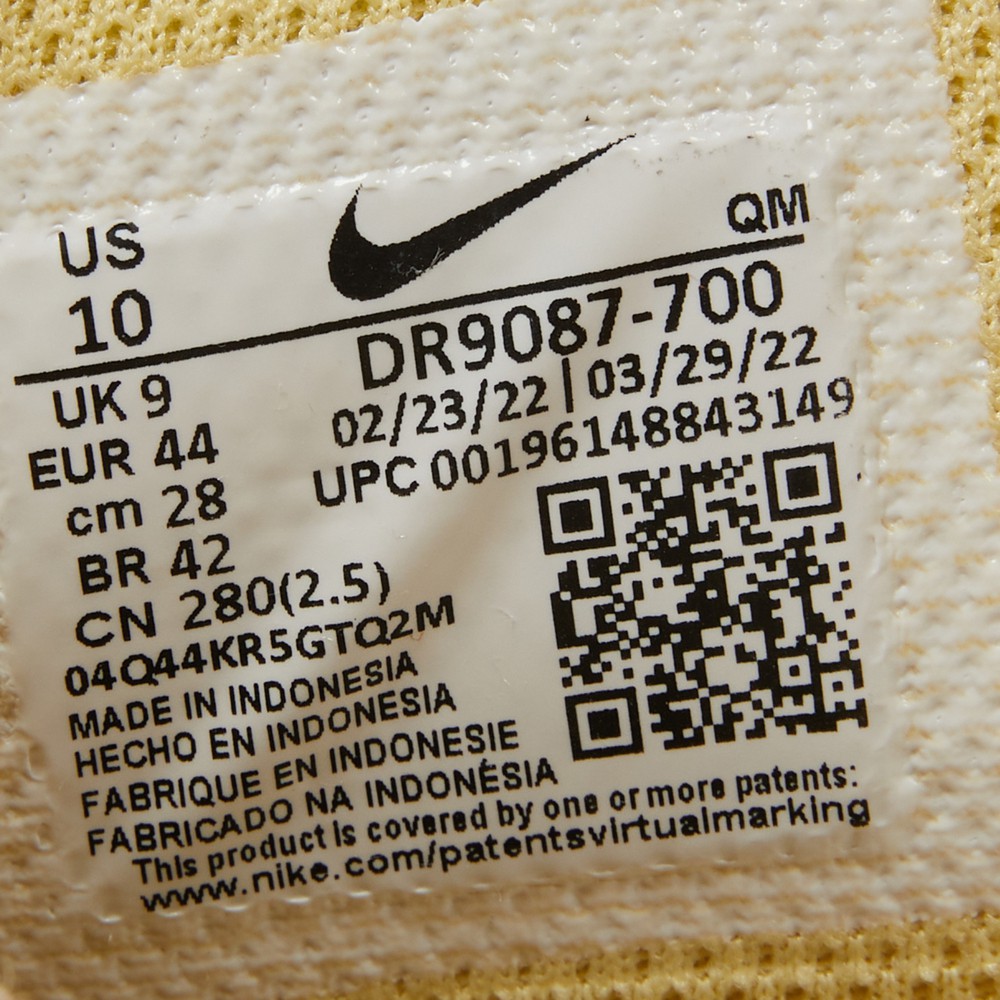 US
10
QM
DR9087-700
02/23/22 | 03/29/22
UPC 00196148843149
UK 9
EUR 44
cm 28
BR 42
CN 280(2.5)
04Q44KR5GTQ2M
MADE IN INDONESIA
HECHO EN INDONESIA
FABRIQUE EN INDONESIE
FABRICADO NA INDONÉSIA
This product is covered by one or more patents:
www.nike.com/patentsvirtualmarking